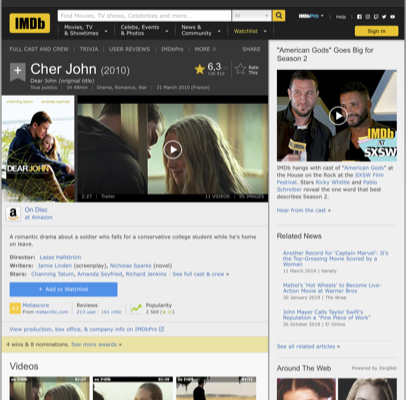 IMDb
Find Movies, TV shows, Celebrities and more...
All
IMDbPro
Help
Movies, TV & Showtimes
Celebs, Events & Photos
News & Community
Watchlist
Sign in
FULL CAST AND CREW | TRIVIA | USER REVIEWS | IMDbPro | MORE
SHARE
Cher John (2010)
Dear John (original title)
Tous publics | 1h 48min | Drama, Romance, War | 31 March 2010 (France)
6,3
Rate This
channing tatum amanda seyfried
DEAR JOHN
2:27 | Trailer
11 VIDEOS | 95 IMAGES
On Disc
at Amazon
A romantic drama about a soldier who falls for a conservative college student while he's home
on leave.
Director: Lasse Hallström
Writers: Jamie Linden (screenplay), Nicholas Sparks (novel)
Stars: Channing Tatum, Amanda Seyfried, Richard Jenkins | See full cast & crew »
+ Add to Watchlist
Metascore
From metacritic.com
Reviews
213 user | 161 critic
Popularity
View production, box office, & company info on IMDbPro
4 wins & 8 nominations. See more awards »
Videos
"American Gods" Goes Big for
Season 2
IMDb
AT
SXSW
IMDb hangs with cast of "American Gods" at
the House on the Rock at the SXSW Film
Festival. Stars Ricky Whittle and Pablo
Schreiber reveal the one word that best
describes Season 2.
Hear from the cast »
Related News
Another Record for 'Captain Marvel': It's the
Top-Grossing Movie Scored by a
Woman
11 March 2019 | Variety
Mattel's 'Hot Wheels' to Become Live-
Action Movie at Warner Bros.
30 January 2019 | The Wrap
John Mayer Calls Taylor Swift's
Reputation a "Fine Piece of Work"
26 October 2018 | E! Online
See all related articles »
Around The Web
Powered by ZergNet